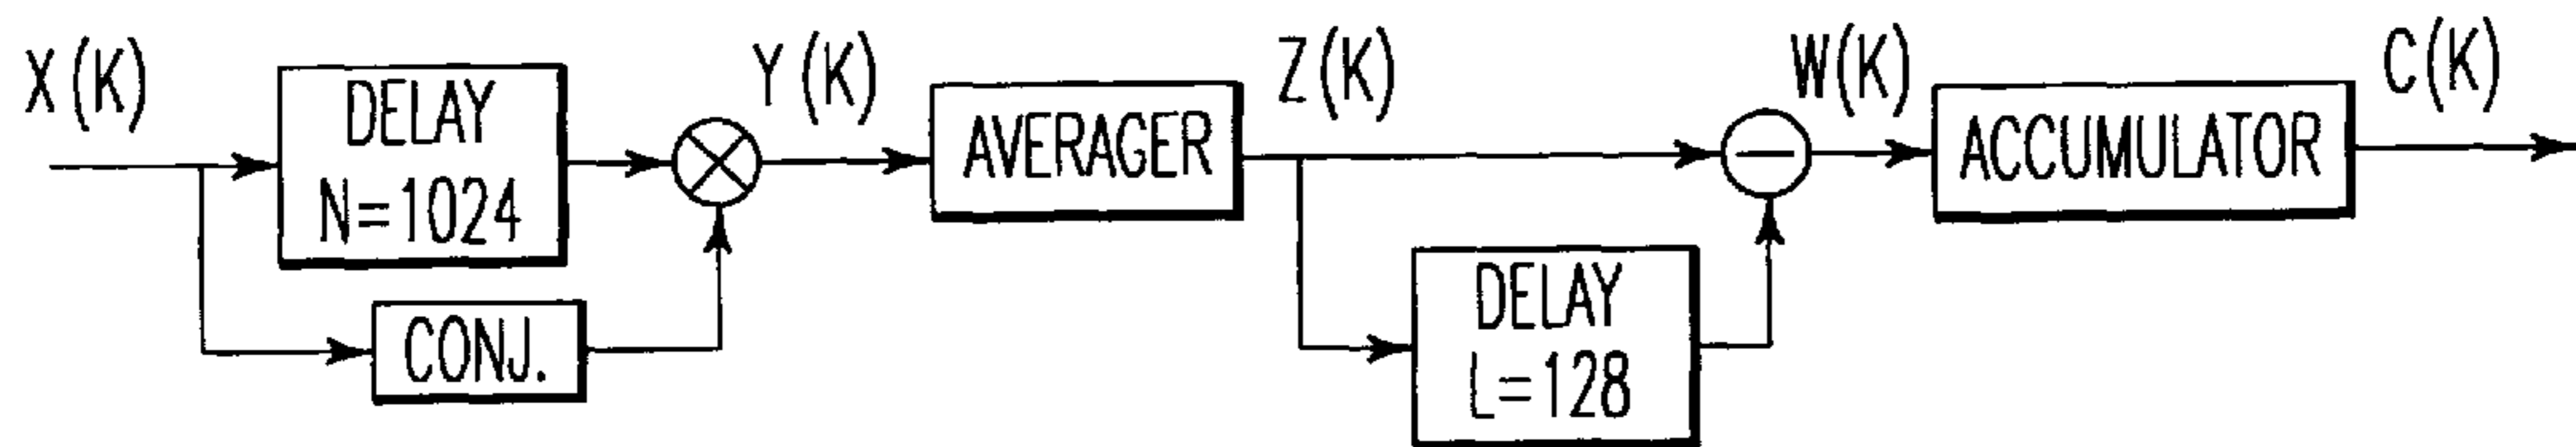 X(K)
DELAY
N=1024
CONJ.
Y(K)
AVERAGER
Z(K)
DELAY
L=128
W(K)
ACCUMULATOR
C(K)